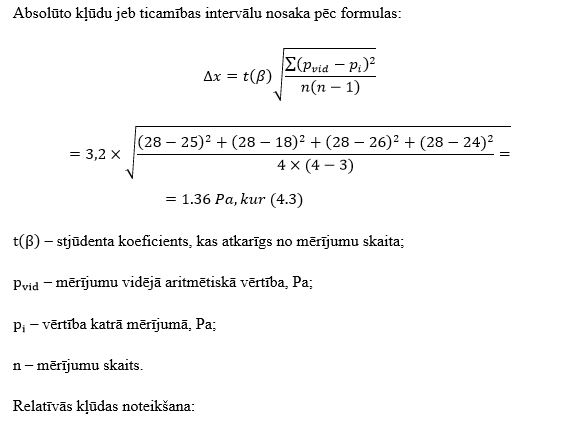 Absolūto kļūdu jeb ticamības intervālu nosaka pēc formulas:
Δx = t(β) √(Σ(p_vid − p_i)² / n(n − 1))
= 3,2 × √((28 − 25)² + (28 − 18)² + (28 − 26)² + (28 − 24)² / 4 × (4 − 3)) =
= 1.36 Pa, kur (4.3)
t(β) – stjūdenta koeficients, kas atkarīgs no mērījumu skaita;
p_vid – mērījumu vidējā aritmētiskā vērtība, Pa;
p_i – vērtība katrā mērījumā, Pa;
n – mērījumu skaits.
Relatīvās kļūdas noteikšana: